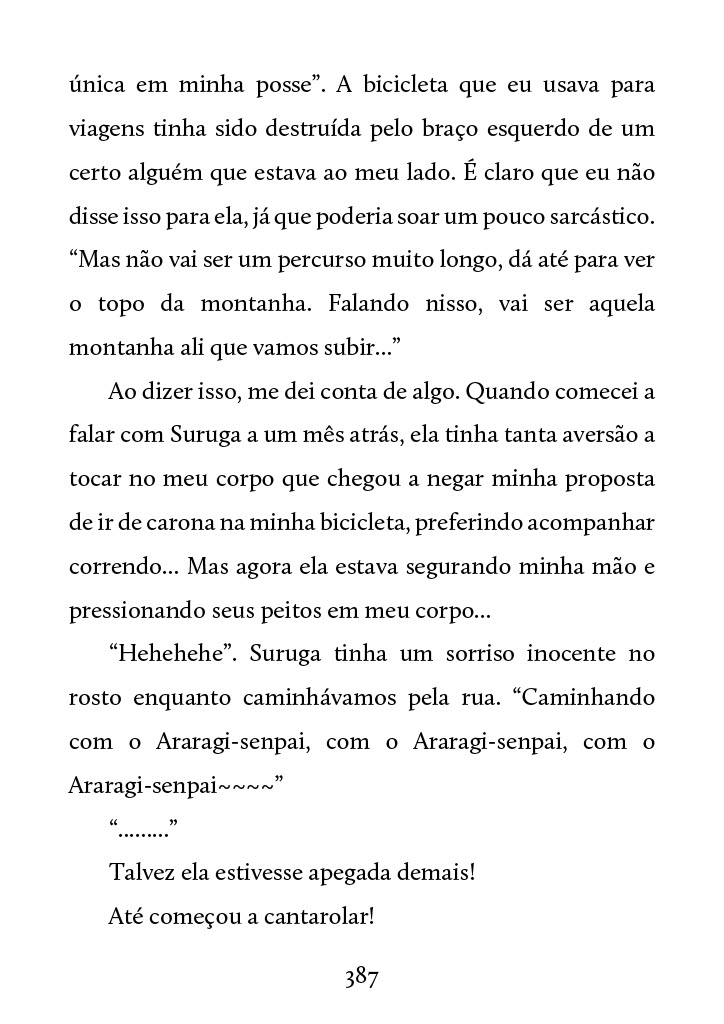 única em minha posse”. A bicicleta que eu usava para
viagens tinha sido destruída pelo braço esquerdo de um
certo alguém que estava ao meu lado. É claro que eu não
disse isso para ela, já que poderia soar um pouco sarcástico.
“Mas não vai ser um percurso muito longo, dá até para ver
o topo da montanha. Falando nisso, vai ser aquela
montanha ali que vamos subir...”
Ao dizer isso, me dei conta de algo. Quando comecei a
falar com Suruga a um mês atrás, ela tinha tanta aversão a
tocar no meu corpo que chegou a negar minha proposta
de ir de carona na minha bicicleta, preferindo acompanhar
correndo... Mas agora ela estava segurando minha mão e
pressionando seus peitos em meu corpo...
“Hehehehe”. Suruga tinha um sorriso inocente no
rosto enquanto caminhávamos pela rua. “Caminhando
com o Araragi-senpai, com o Araragi-senpai, com o
Araragi-senpai~~~~”
“.........”
Talvez ela estivesse apegada demais!
Até começou a cantarolar!
387